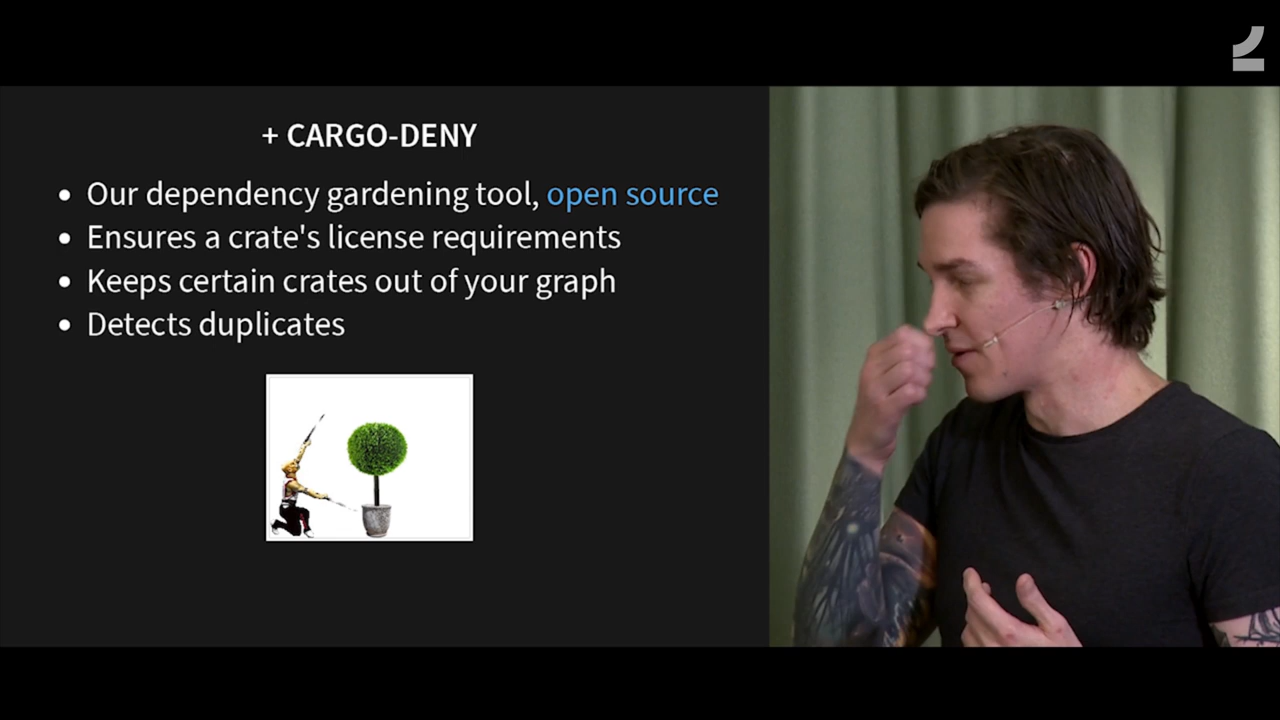 + CARGO-DENY
• Our dependency gardening tool, open source
• Ensures a crate's license requirements
• Keeps certain crates out of your graph
• Detects duplicates